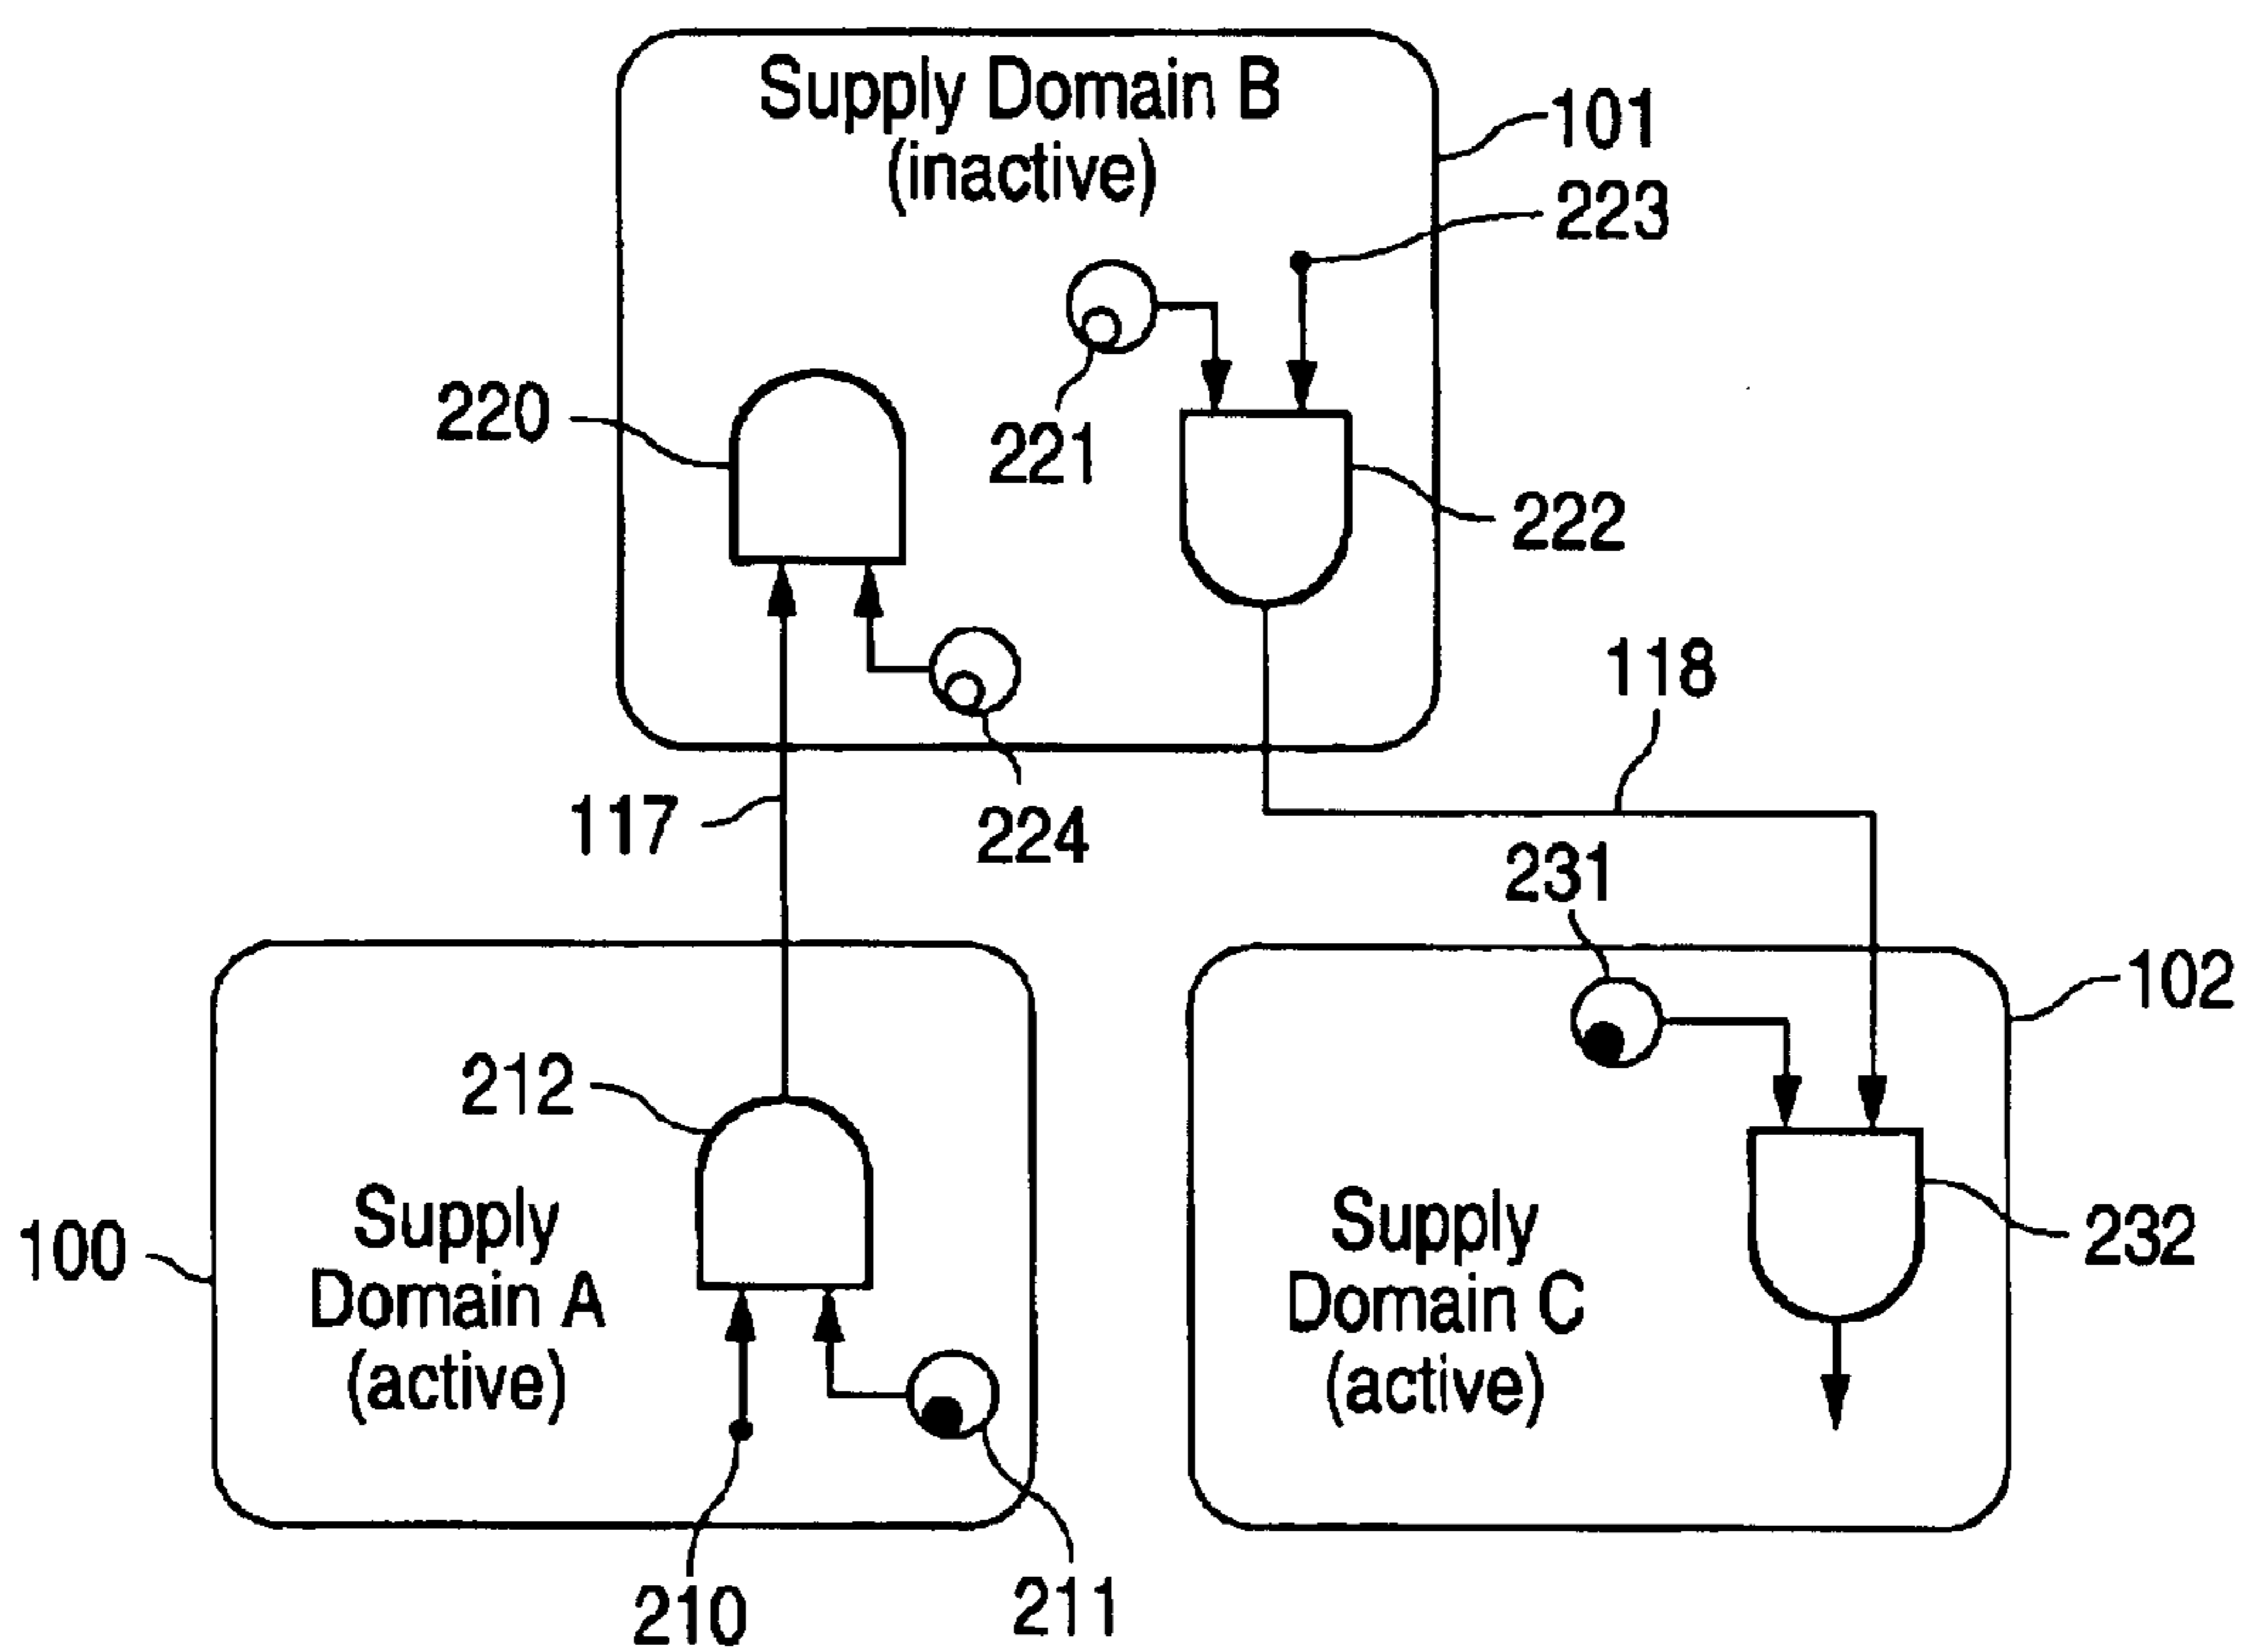 Supply Domain B
(inactive)
101
223
220
221
222
118
117
224
231
102
212
100
Supply
Domain A
(active)
Supply
Domain C
(active)
232
210
211